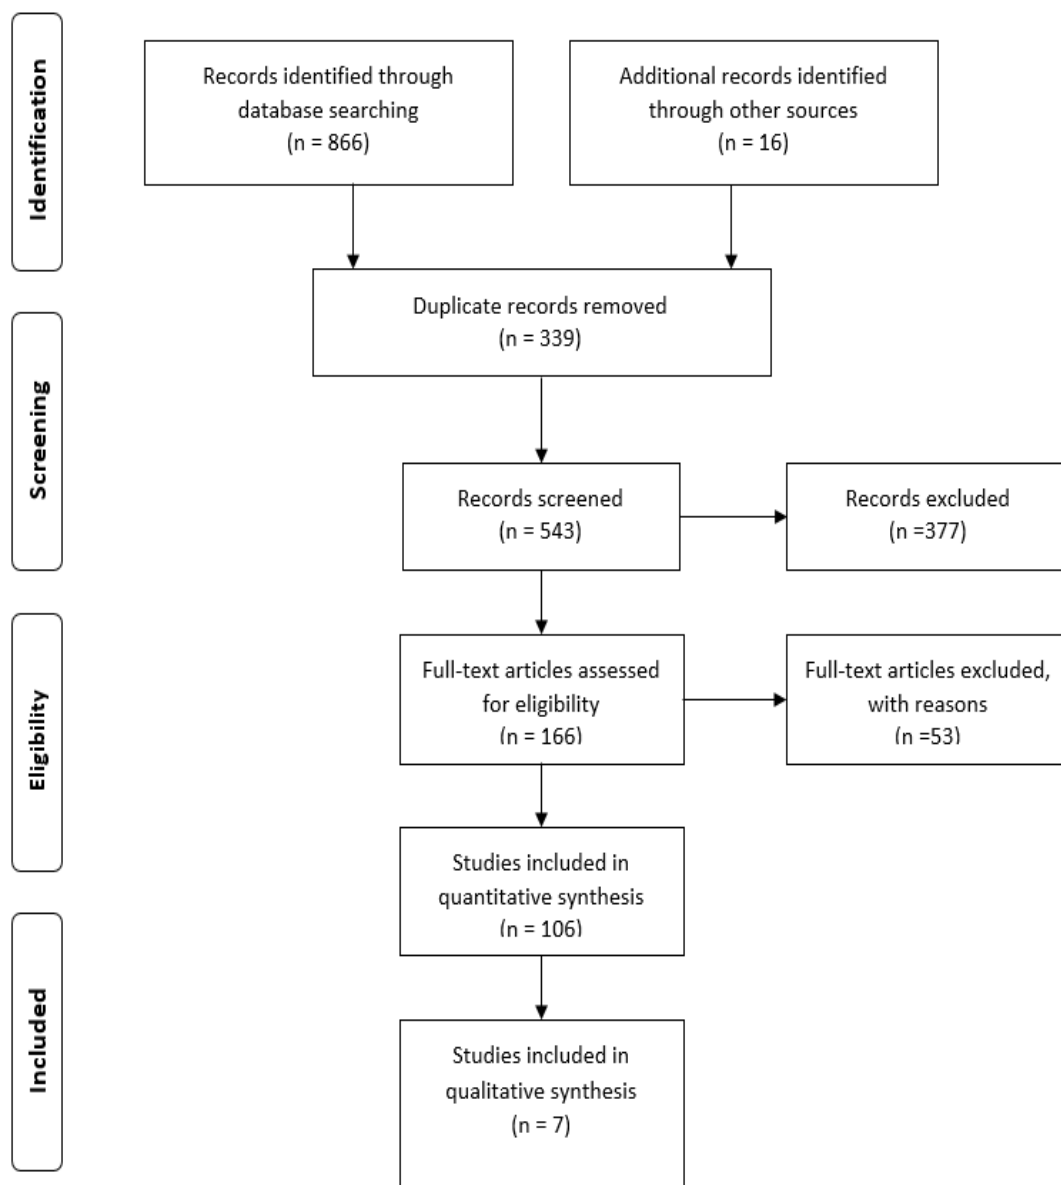 Identification
Records identified through
database searching
(n = 866)
Additional records identified
through other sources
(n = 16)
Duplicate records removed
(n = 339)
Screening
Records screened
(n = 543)
Records excluded
(n =377)
Eligibility
Full-text articles assessed
for eligibility
(n = 166)
Full-text articles excluded,
with reasons
(n =53)
Studies included in
quantitative synthesis
(n = 106)
Included
Studies included in
qualitative synthesis
(n = 7)